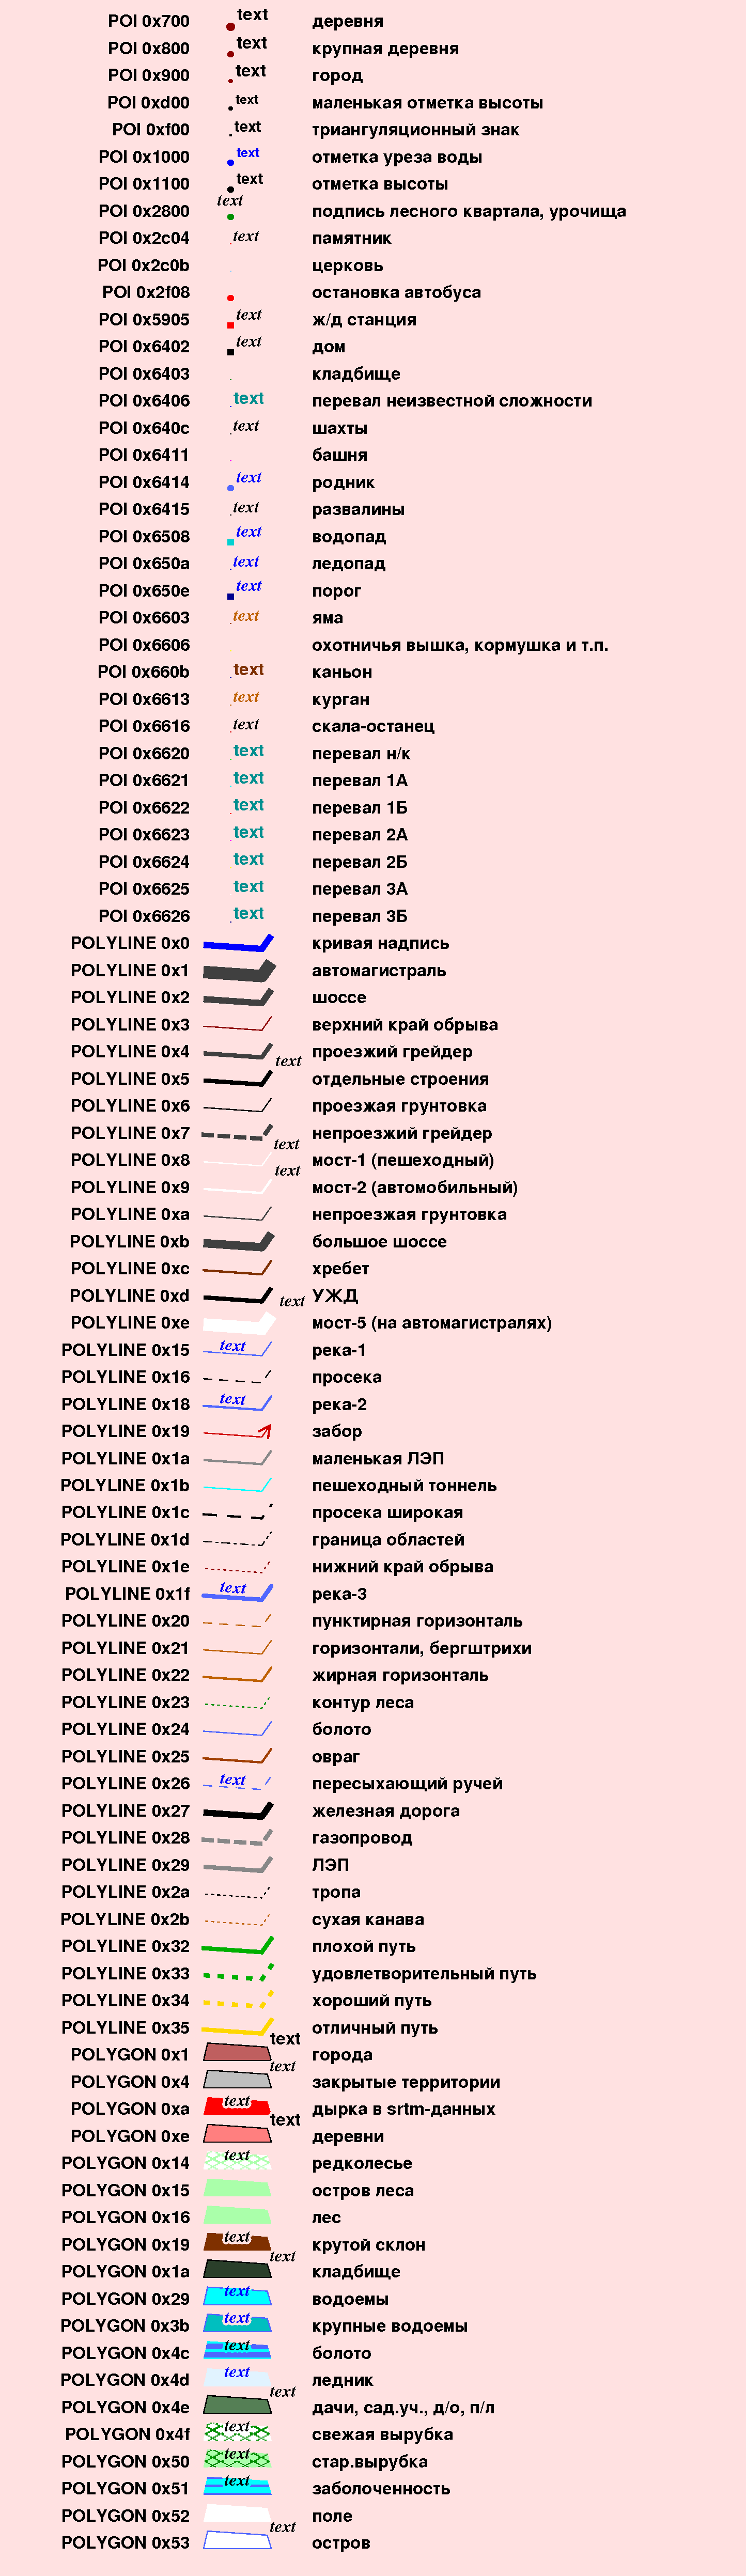 POI 0x700 text деревня
POI 0x800 text крупная деревня
POI 0x900 text город
POI 0xd00 text маленькая отметка высоты
POI 0xf00 text триангуляционный знак
POI 0x1000 text отметка уреза воды
POI 0x1100 text отметка высоты
POI 0x2800 text подпись лесного квартала, урочища
POI 0x2c04 text памятник
POI 0x2c0b церковь
POI 0x2f08 остановка автобуса
POI 0x5905 text ж/д станция
POI 0x6402 text дом
POI 0x6403 кладбище
POI 0x6406 text перевал неизвестной сложности
POI 0x640c text шахты
POI 0x6411 башня
POI 0x6414 text родник
POI 0x6415 text развалины
POI 0x6508 text водопад
POI 0x650a text ледопад
POI 0x650e text порог
POI 0x6603 text яма
POI 0x6606 охотничья вышка, кормушка и т.п.
POI 0x660b text каньон
POI 0x6613 text курган
POI 0x6616 text скала-останец
POI 0x6620 text перевал н/к
POI 0x6621 text перевал 1А
POI 0x6622 text перевал 1Б
POI 0x6623 text перевал 2А
POI 0x6624 text перевал 2Б
POI 0x6625 text перевал 3А
POI 0x6626 text перевал 3Б
POLYLINE 0x0 кривая надпись
POLYLINE 0x1 автомагистраль
POLYLINE 0x2 шоссе
POLYLINE 0x3 верхний край обрыва
POLYLINE 0x4 проезжий грейдер
POLYLINE 0x5 text отдельные строения
POLYLINE 0x6 проезжая грунтовка
POLYLINE 0x7 непроезжий грейдер
POLYLINE 0x8 text мост-1 (пешеходный)
POLYLINE 0x9 text мост-2 (автомобильный)
POLYLINE 0xa непроезжая грунтовка
POLYLINE 0xb большое шоссе
POLYLINE 0xc хребет
POLYLINE 0xd УЖД
POLYLINE 0xe text мост-5 (на автомагистралях)
POLYLINE 0x15 text река-1
POLYLINE 0x16 просека
POLYLINE 0x18 text река-2
POLYLINE 0x19 забор
POLYLINE 0x1a маленькая ЛЭП
POLYLINE 0x1b пешеходный тоннель
POLYLINE 0x1c просека широкая
POLYLINE 0x1d граница областей
POLYLINE 0x1e нижний край обрыва
POLYLINE 0x1f text река-3
POLYLINE 0x20 пунктирная горизонталь
POLYLINE 0x21 горизонтали, бергштрихи
POLYLINE 0x22 жирная горизонталь
POLYLINE 0x23 контур леса
POLYLINE 0x24 болото
POLYLINE 0x25 овраг
POLYLINE 0x26 text пересыхающий ручей
POLYLINE 0x27 железная дорога
POLYLINE 0x28 газопровод
POLYLINE 0x29 ЛЭП
POLYLINE 0x2a тропа
POLYLINE 0x2b сухая канава
POLYLINE 0x32 плохой путь
POLYLINE 0x33 удовлетворительный путь
POLYLINE 0x34 хороший путь
POLYLINE 0x35 отличный путь
POLYGON 0x1 text города
POLYGON 0x4 text закрытые территории
POLYGON 0xa text дырка в srtm-данных
POLYGON 0xe text деревни
POLYGON 0x14 text редколесье
POLYGON 0x15 остров леса
POLYGON 0x16 лес
POLYGON 0x19 text крутой склон
POLYGON 0x1a text кладбище
POLYGON 0x29 text водоемы
POLYGON 0x3b text крупные водоемы
POLYGON 0x4c text болото
POLYGON 0x4d text ледник
POLYGON 0x4e text дачи, сад.уч., д/о, п/л
POLYGON 0x4f text свежая вырубка
POLYGON 0x50 text стар.вырубка
POLYGON 0x51 text заболоченность
POLYGON 0x52 поле
POLYGON 0x53 text остров